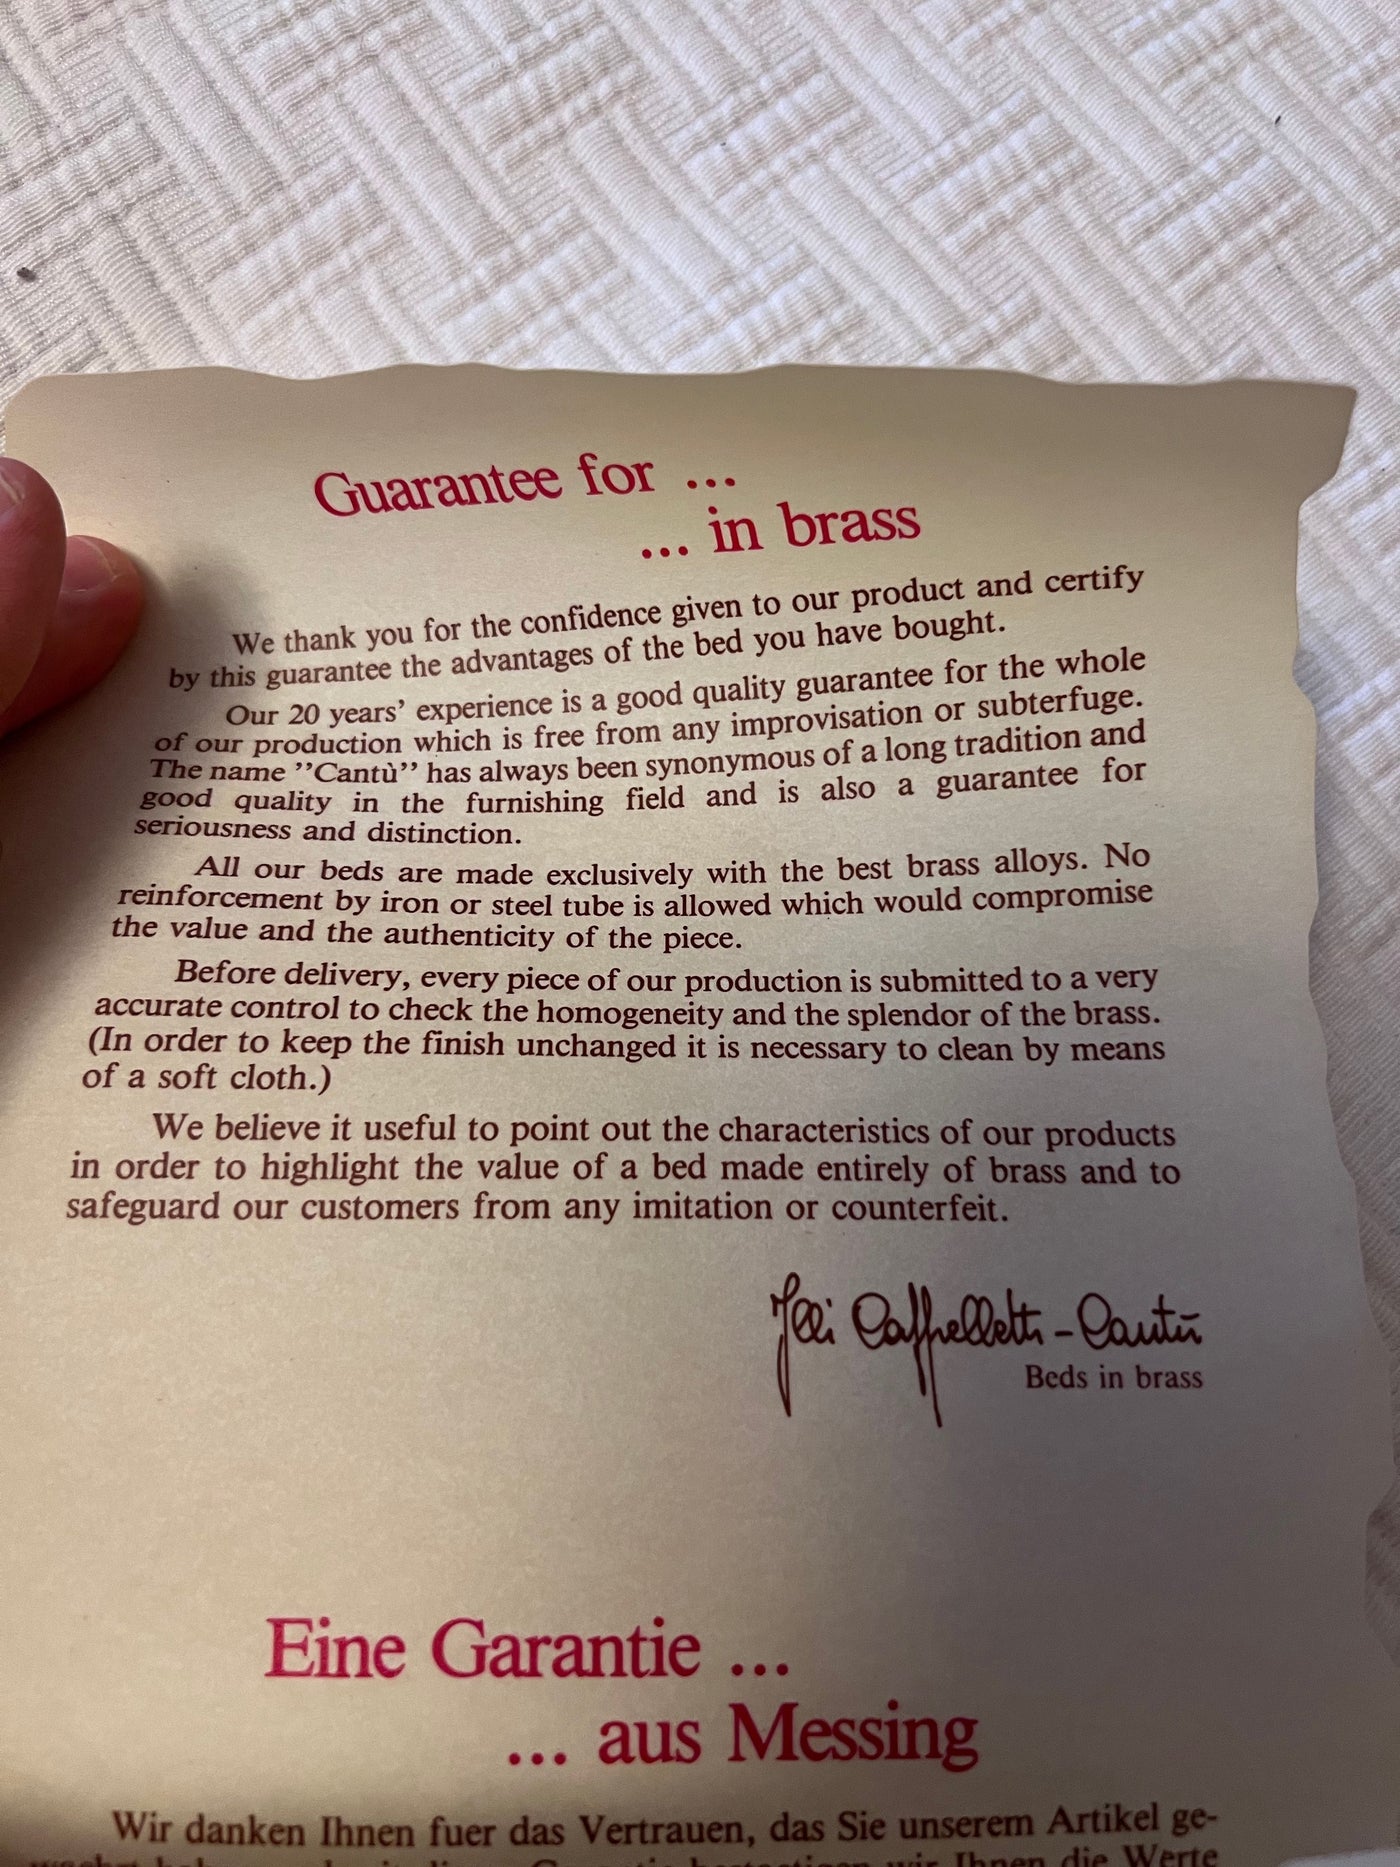 Guarantee for ...
... in brass
We thank you for the confidence given to our product and certify
by this guarantee the advantages of the bed you have bought.
Our 20 years' experience is a good quality guarantee for the whole
of our production which is free from any improvisation or subterfuge.
The name ''Cantù'' has always been synonymous of a long tradition and
good quality in the furnishing field and is also a guarantee for
seriousness and distinction.
All our beds are made exclusively with the best brass alloys. No
reinforcement by iron or steel tube is allowed which would compromise
the value and the authenticity of the piece.
Before delivery, every piece of our production is submitted to a very
accurate control to check the homogeneity and the splendor of the brass.
(In order to keep the finish unchanged it is necessary to clean by means
of a soft cloth.)
We believe it useful to point out the characteristics of our products
in order to highlight the value of a bed made entirely of brass and to
safeguard our customers from any imitation or counterfeit.
Caffrelletti - Cantù
Beds in brass
Eine Garantie ...
... aus Messing
Wir danken Ihnen fuer das Vertrauen, das Sie unserem Artikel ge-
wir Ihnen die Werte